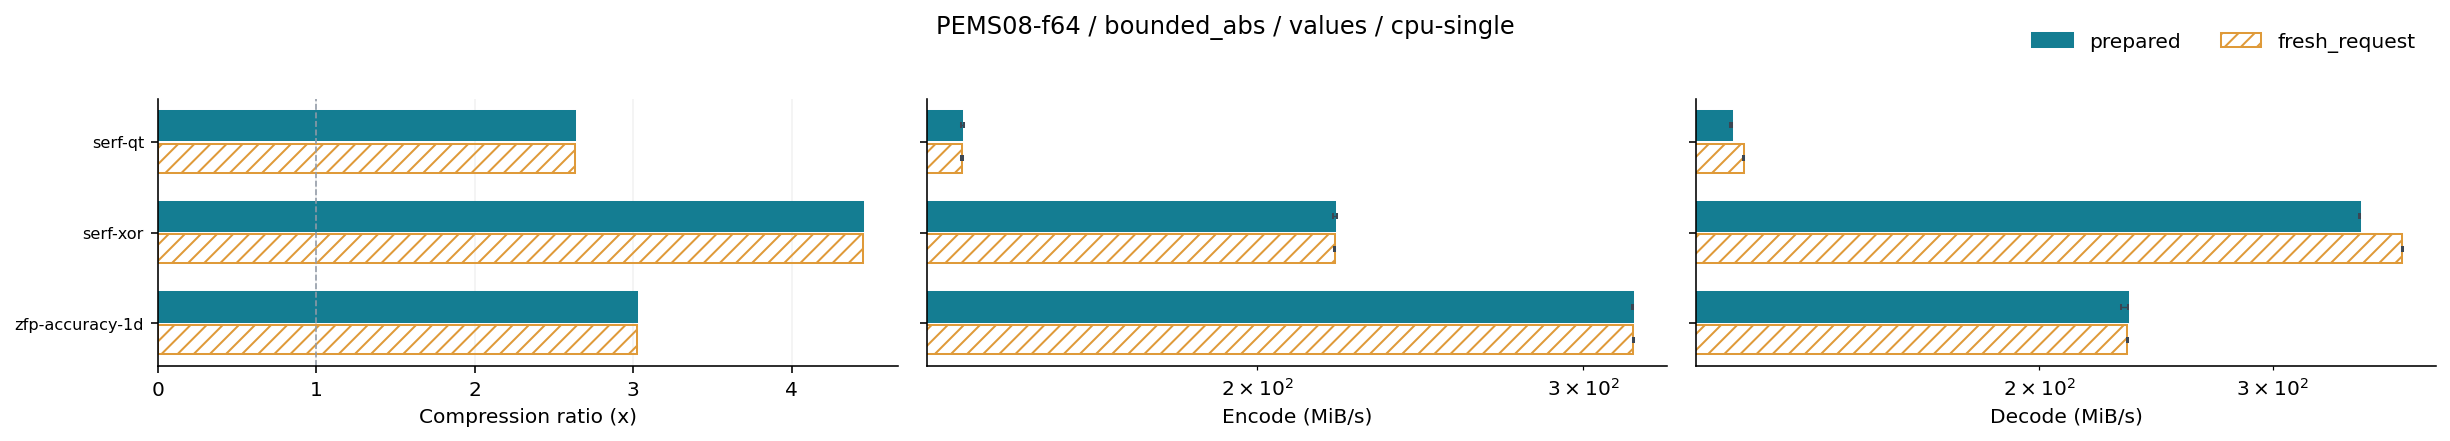 PEMS08-f64 / bounded_abs / values / cpu-single
prepared
fresh_request
serf-qt
serf-xor
zfp-accuracy-1d
0 1 2 3 4
Compression ratio (x)
2 × 10² 3 × 10²
Encode (MiB/s)
2 × 10² 3 × 10²
Decode (MiB/s)